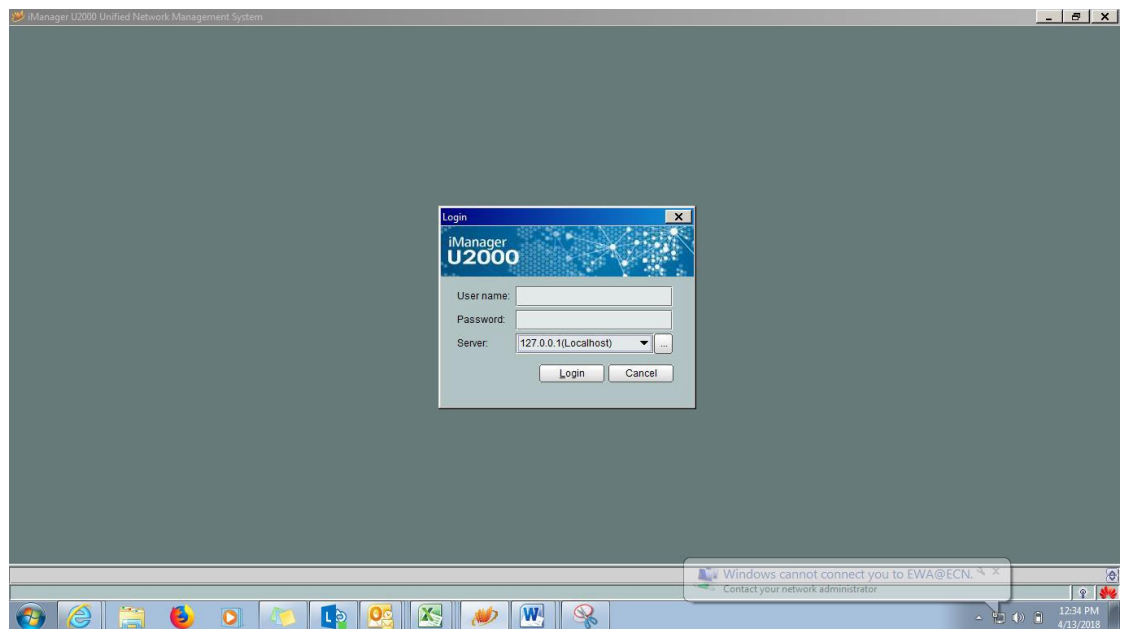 iManager U2000 Unified Network Management System
Login
iManager
U2000
User name:
Password:
Server: 127.0.0.1(Localhost) ...
Login Cancel
Windows cannot connect you to EWA@ECN.
Contact your network administrator
12:34 PM
4/13/2018